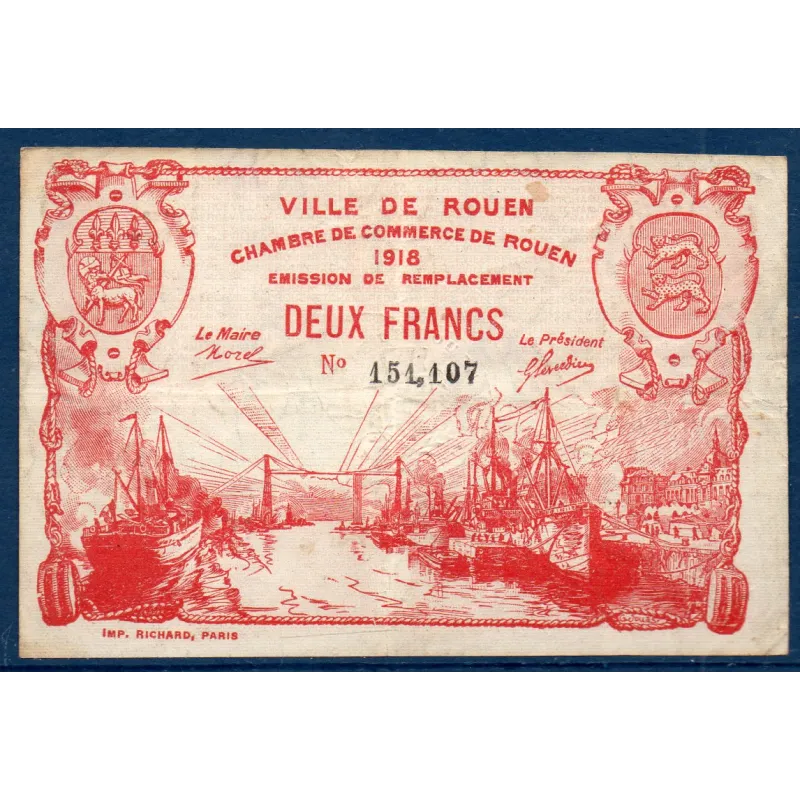 VILLE DE ROUEN
CHAMBRE DE COMMERCE DE ROUEN
1918
EMISSION DE REMPLACEMENT
DEUX FRANCS
Le Maire
Le Président
Morel
No 151,107
IMP. RICHARD, PARIS